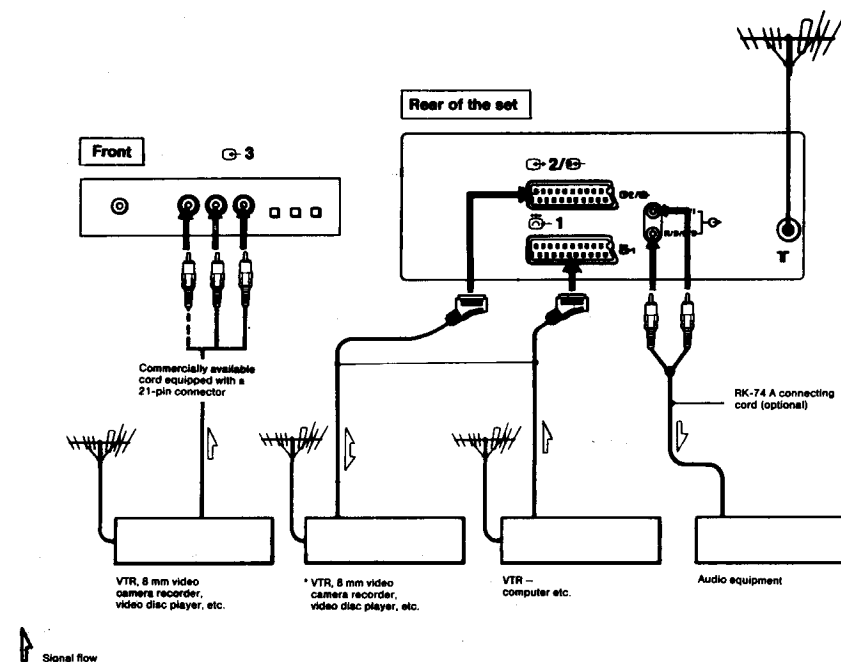 Rear of the set
Front
3
2/
1
Commercially available
cord equipped with a
21-pin connector
RK-74 A connecting
cord (optional)
VTR, 8 mm video
camera recorder,
video disc player, etc.
* VTR, 8 mm video
camera recorder,
video disc player, etc.
VTR –
computer etc.
Audio equipment
Signal flow